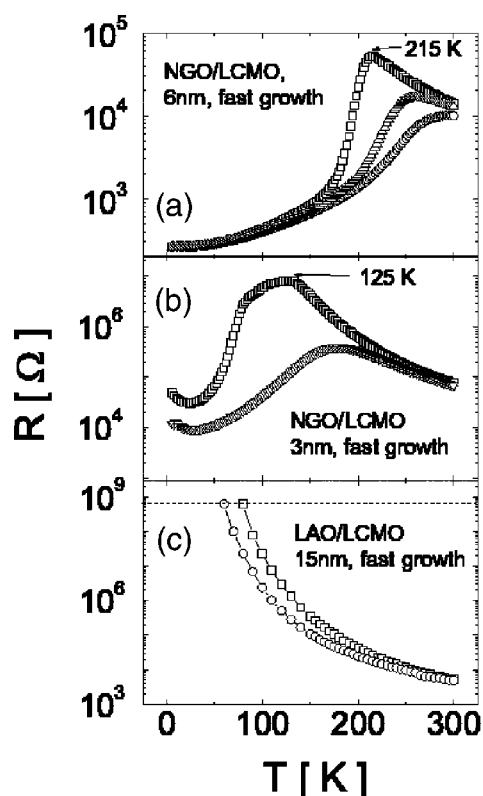 10^5
215 K
NGO/LCMO,
6nm, fast growth
10^4
10^3
(a)
125 K
(b)
10^6
10^4
NGO/LCMO
3nm, fast growth
R [ Ω ]
10^9
(c)
LAO/LCMO
15nm, fast growth
10^6
10^3
0 100 200 300
T [ K ]